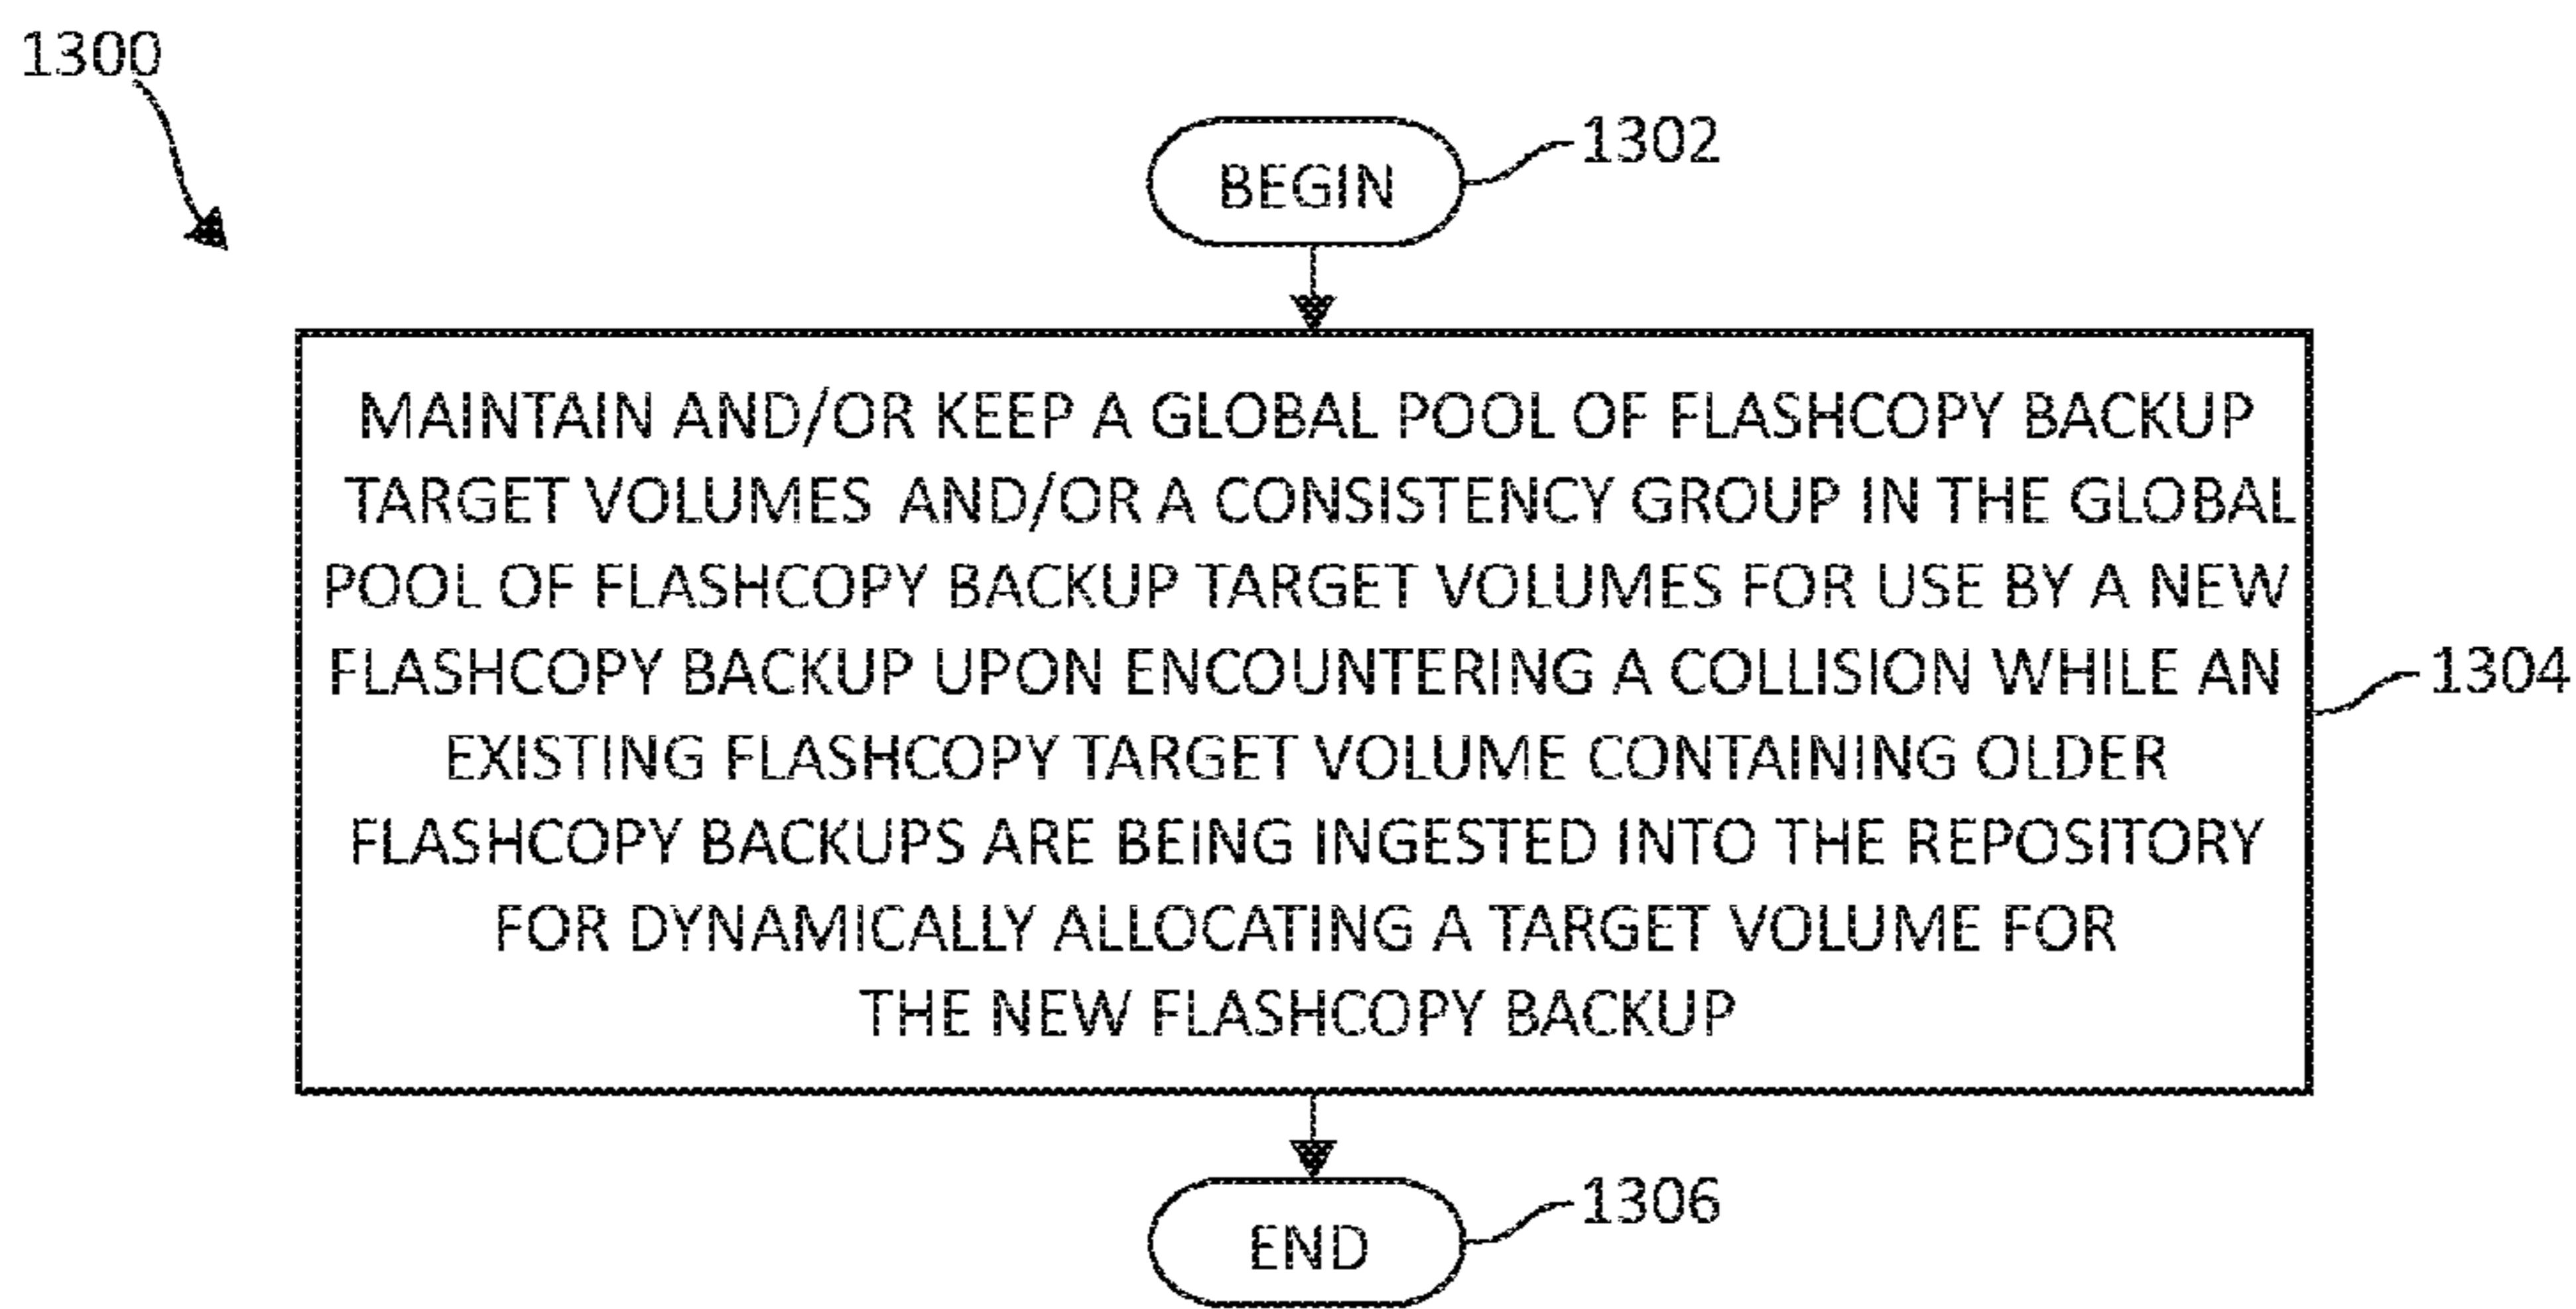 1300
1302
BEGIN
MAINTAIN AND/OR KEEP A GLOBAL POOL OF FLASHCOPY BACKUP
TARGET VOLUMES AND/OR A CONSISTENCY GROUP IN THE GLOBAL
POOL OF FLASHCOPY BACKUP TARGET VOLUMES FOR USE BY A NEW
FLASHCOPY BACKUP UPON ENCOUNTERING A COLLISION WHILE AN
1304
EXISTING FLASHCOPY TARGET VOLUME CONTAINING OLDER
FLASHCOPY BACKUPS ARE BEING INGESTED INTO THE REPOSITORY
FOR DYNAMICALLY ALLOCATING A TARGET VOLUME FOR
THE NEW FLASHCOPY BACKUP
1306
END